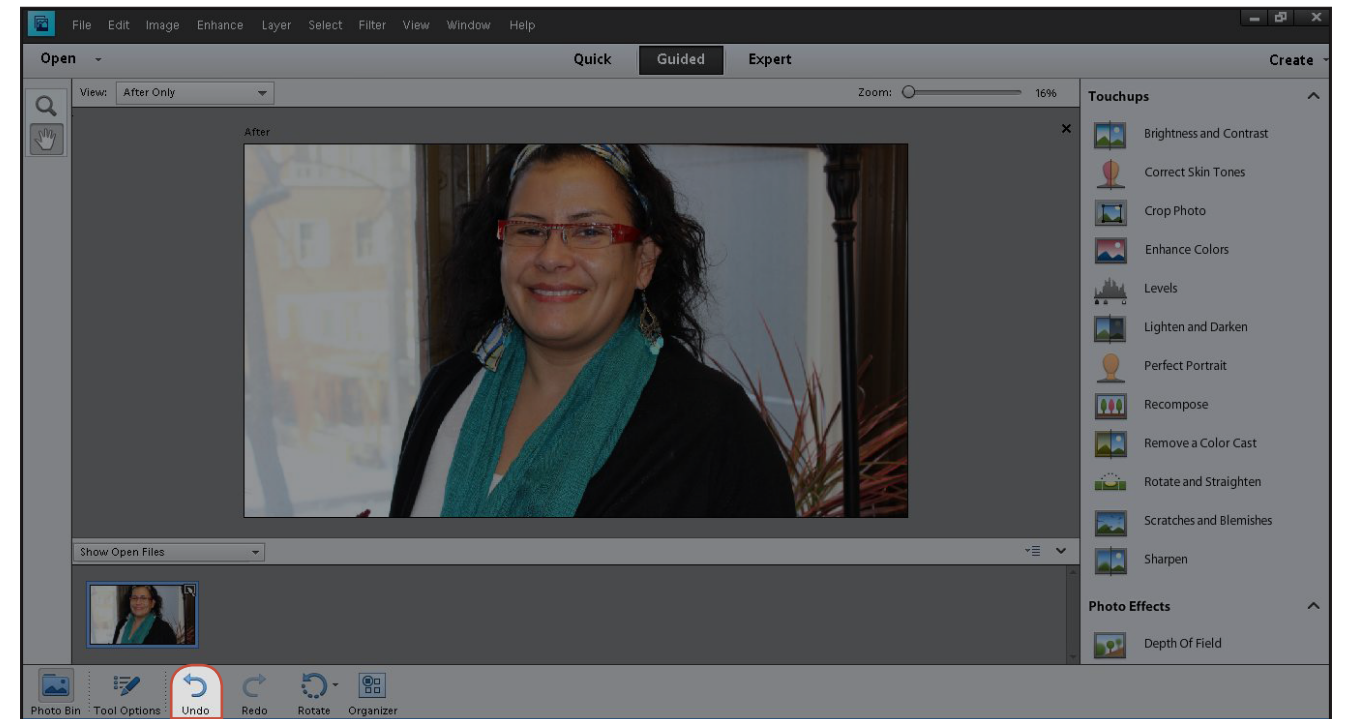 File Edit Image Enhance Layer Select Filter View Window Help
Open Quick Guided Expert Create
View: After Only Zoom: 16%
After
Touchups
Brightness and Contrast
Correct Skin Tones
Crop Photo
Enhance Colors
Levels
Lighten and Darken
Perfect Portrait
Recompose
Remove a Color Cast
Rotate and Straighten
Scratches and Blemishes
Sharpen
Photo Effects
Depth Of Field
Show Open Files
Photo Bin Tool Options Undo Redo Rotate Organizer